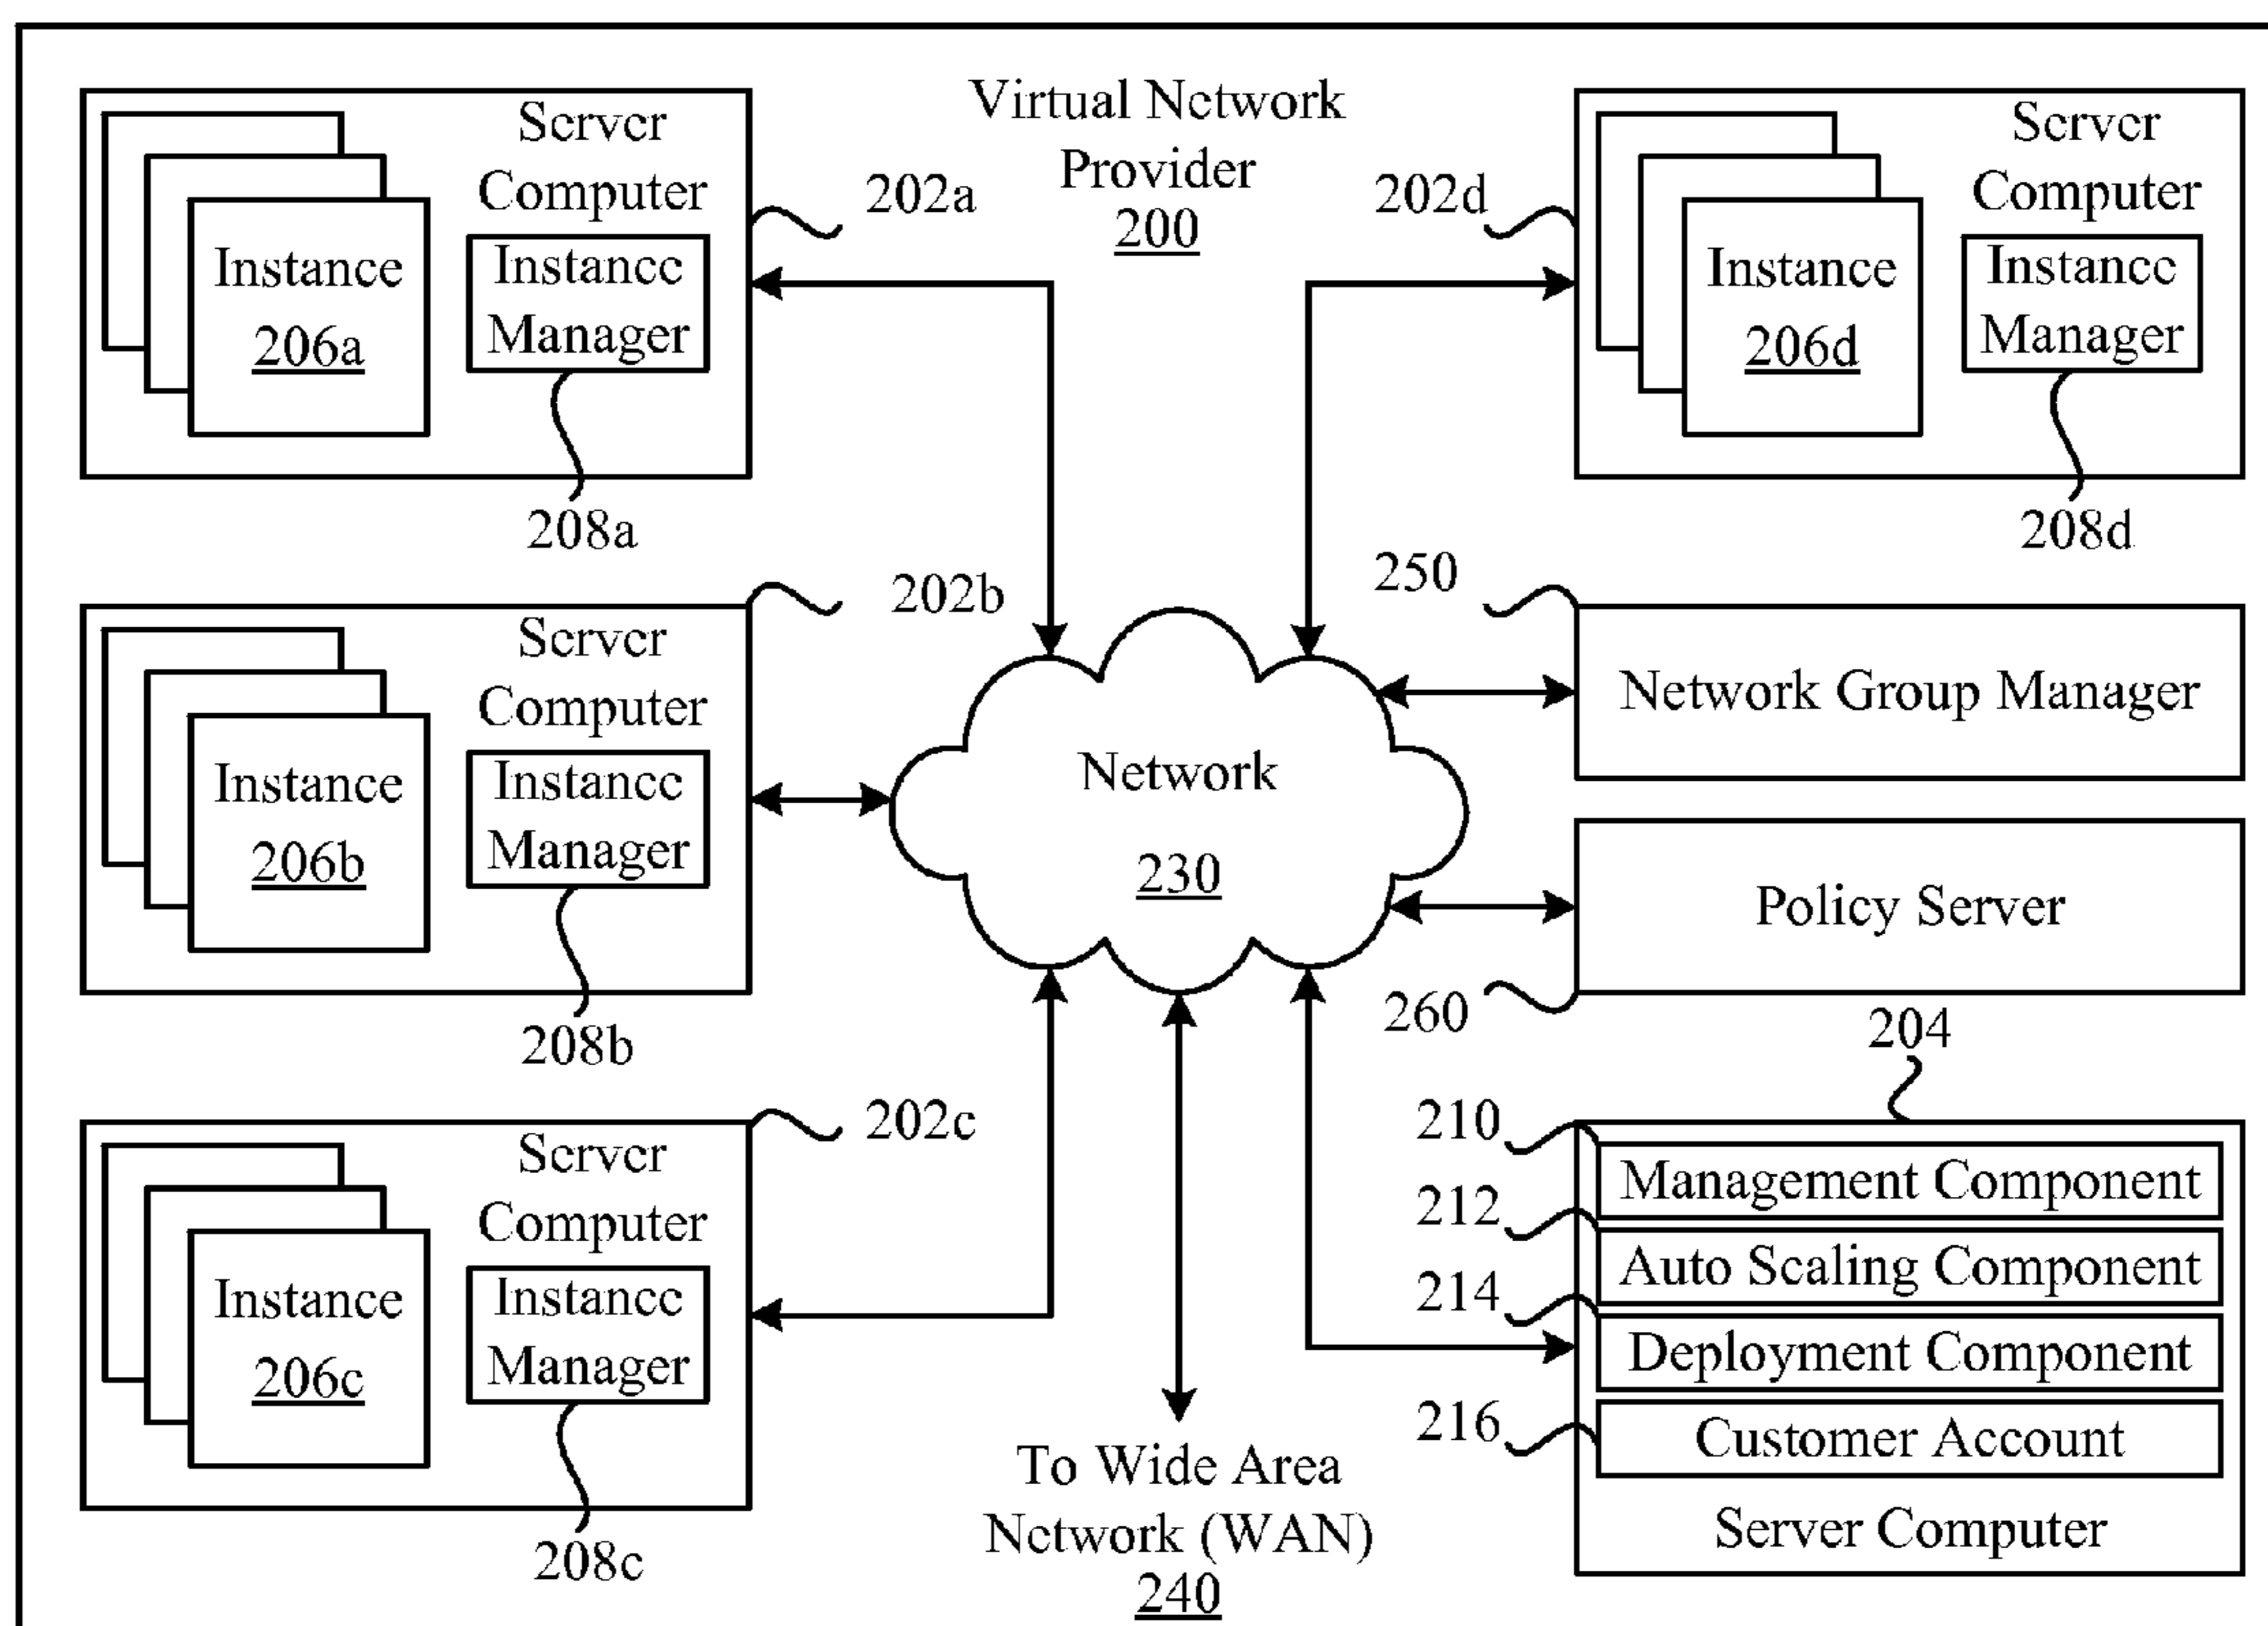 Virtual Network
Provider
200
Server
Computer
Instance
206a
Instance
Manager
202a
208a
202d
Server
Computer
Instance
206d
Instance
Manager
208d
202b
Server
Computer
Instance
206b
Instance
Manager
208b
250
Network Group Manager
Network
230
Policy Server
260
202c
Server
Computer
Instance
206c
Instance
Manager
208c
To Wide Area
Network (WAN)
240
204
210
Management Component
212
Auto Scaling Component
214
Deployment Component
216
Customer Account
Server Computer